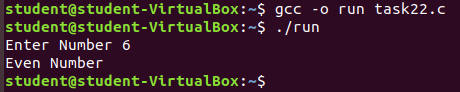 student@student-VirtualBox:~$ gcc -o run task22.c
student@student-VirtualBox:~$ ./run
Enter Number 6
Even Number
student@student-VirtualBox:~$